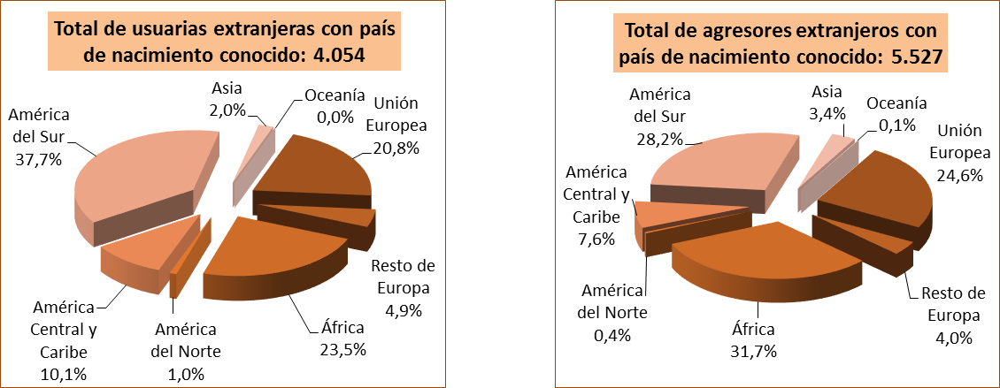 Total de usuarias extranjeras con país
de nacimiento conocido: 4.054
Asia
2,0%
Oceanía
0,0%
Unión
Europea
20,8%
América
del Sur
37,7%
Resto de
Europa
4,9%
África
23,5%
América
del Norte
1,0%
América
Central y
Caribe
10,1%
Total de agresores extranjeros con
país de nacimiento conocido: 5.527
América
del Sur
28,2%
Asia
3,4%
Oceanía
0,1%
Unión
Europea
24,6%
América
Central y
Caribe
7,6%
América
del Norte
0,4%
África
31,7%
Resto de
Europa
4,0%